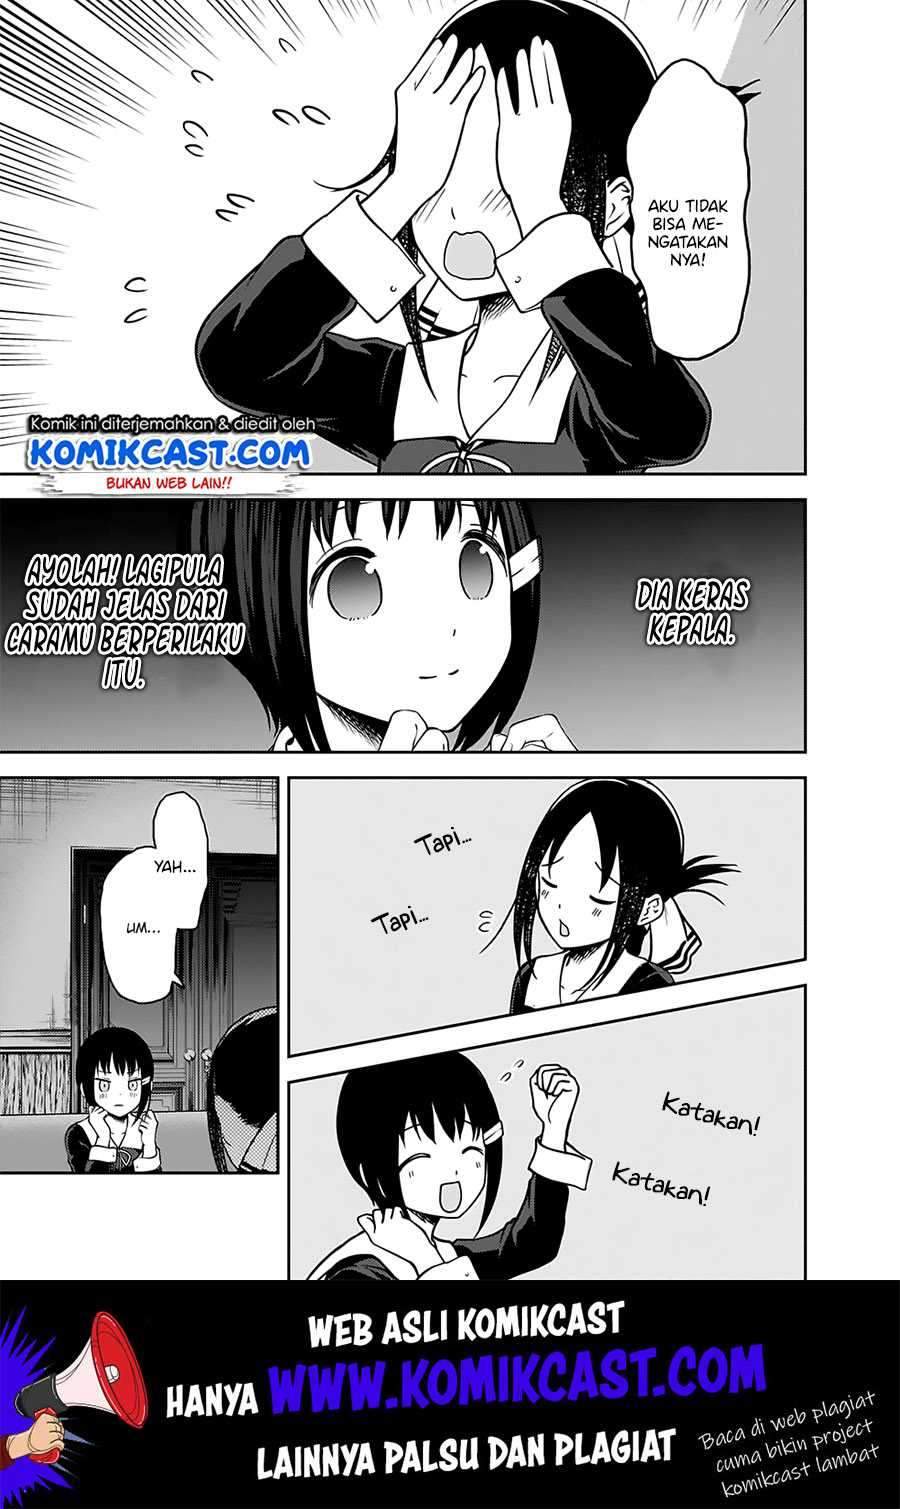 AKU TIDAK
BISA ME-
NGATAKAN
NYA!
Komik ini diterjemahkan & diedit oleh
KOMIKCAST.COM
BUKAN WEB LAIN!!
DIA KERAS
KEPALA.
AYOLAH! LAGIPULA
SUDAH JELAS DARI
CARAMU BERPERILAKU
ITU.
Tapi...
Tapi...
Katakan!
Katakan!
YAH...
UM...
WEB ASLI KOMIKCAST
HANYA WWW.KOMIKCAST.COM
LAINNYA PALSU DAN PLAGIAT
Baca di web plagiat
cuma bikin project
komikcast lambat